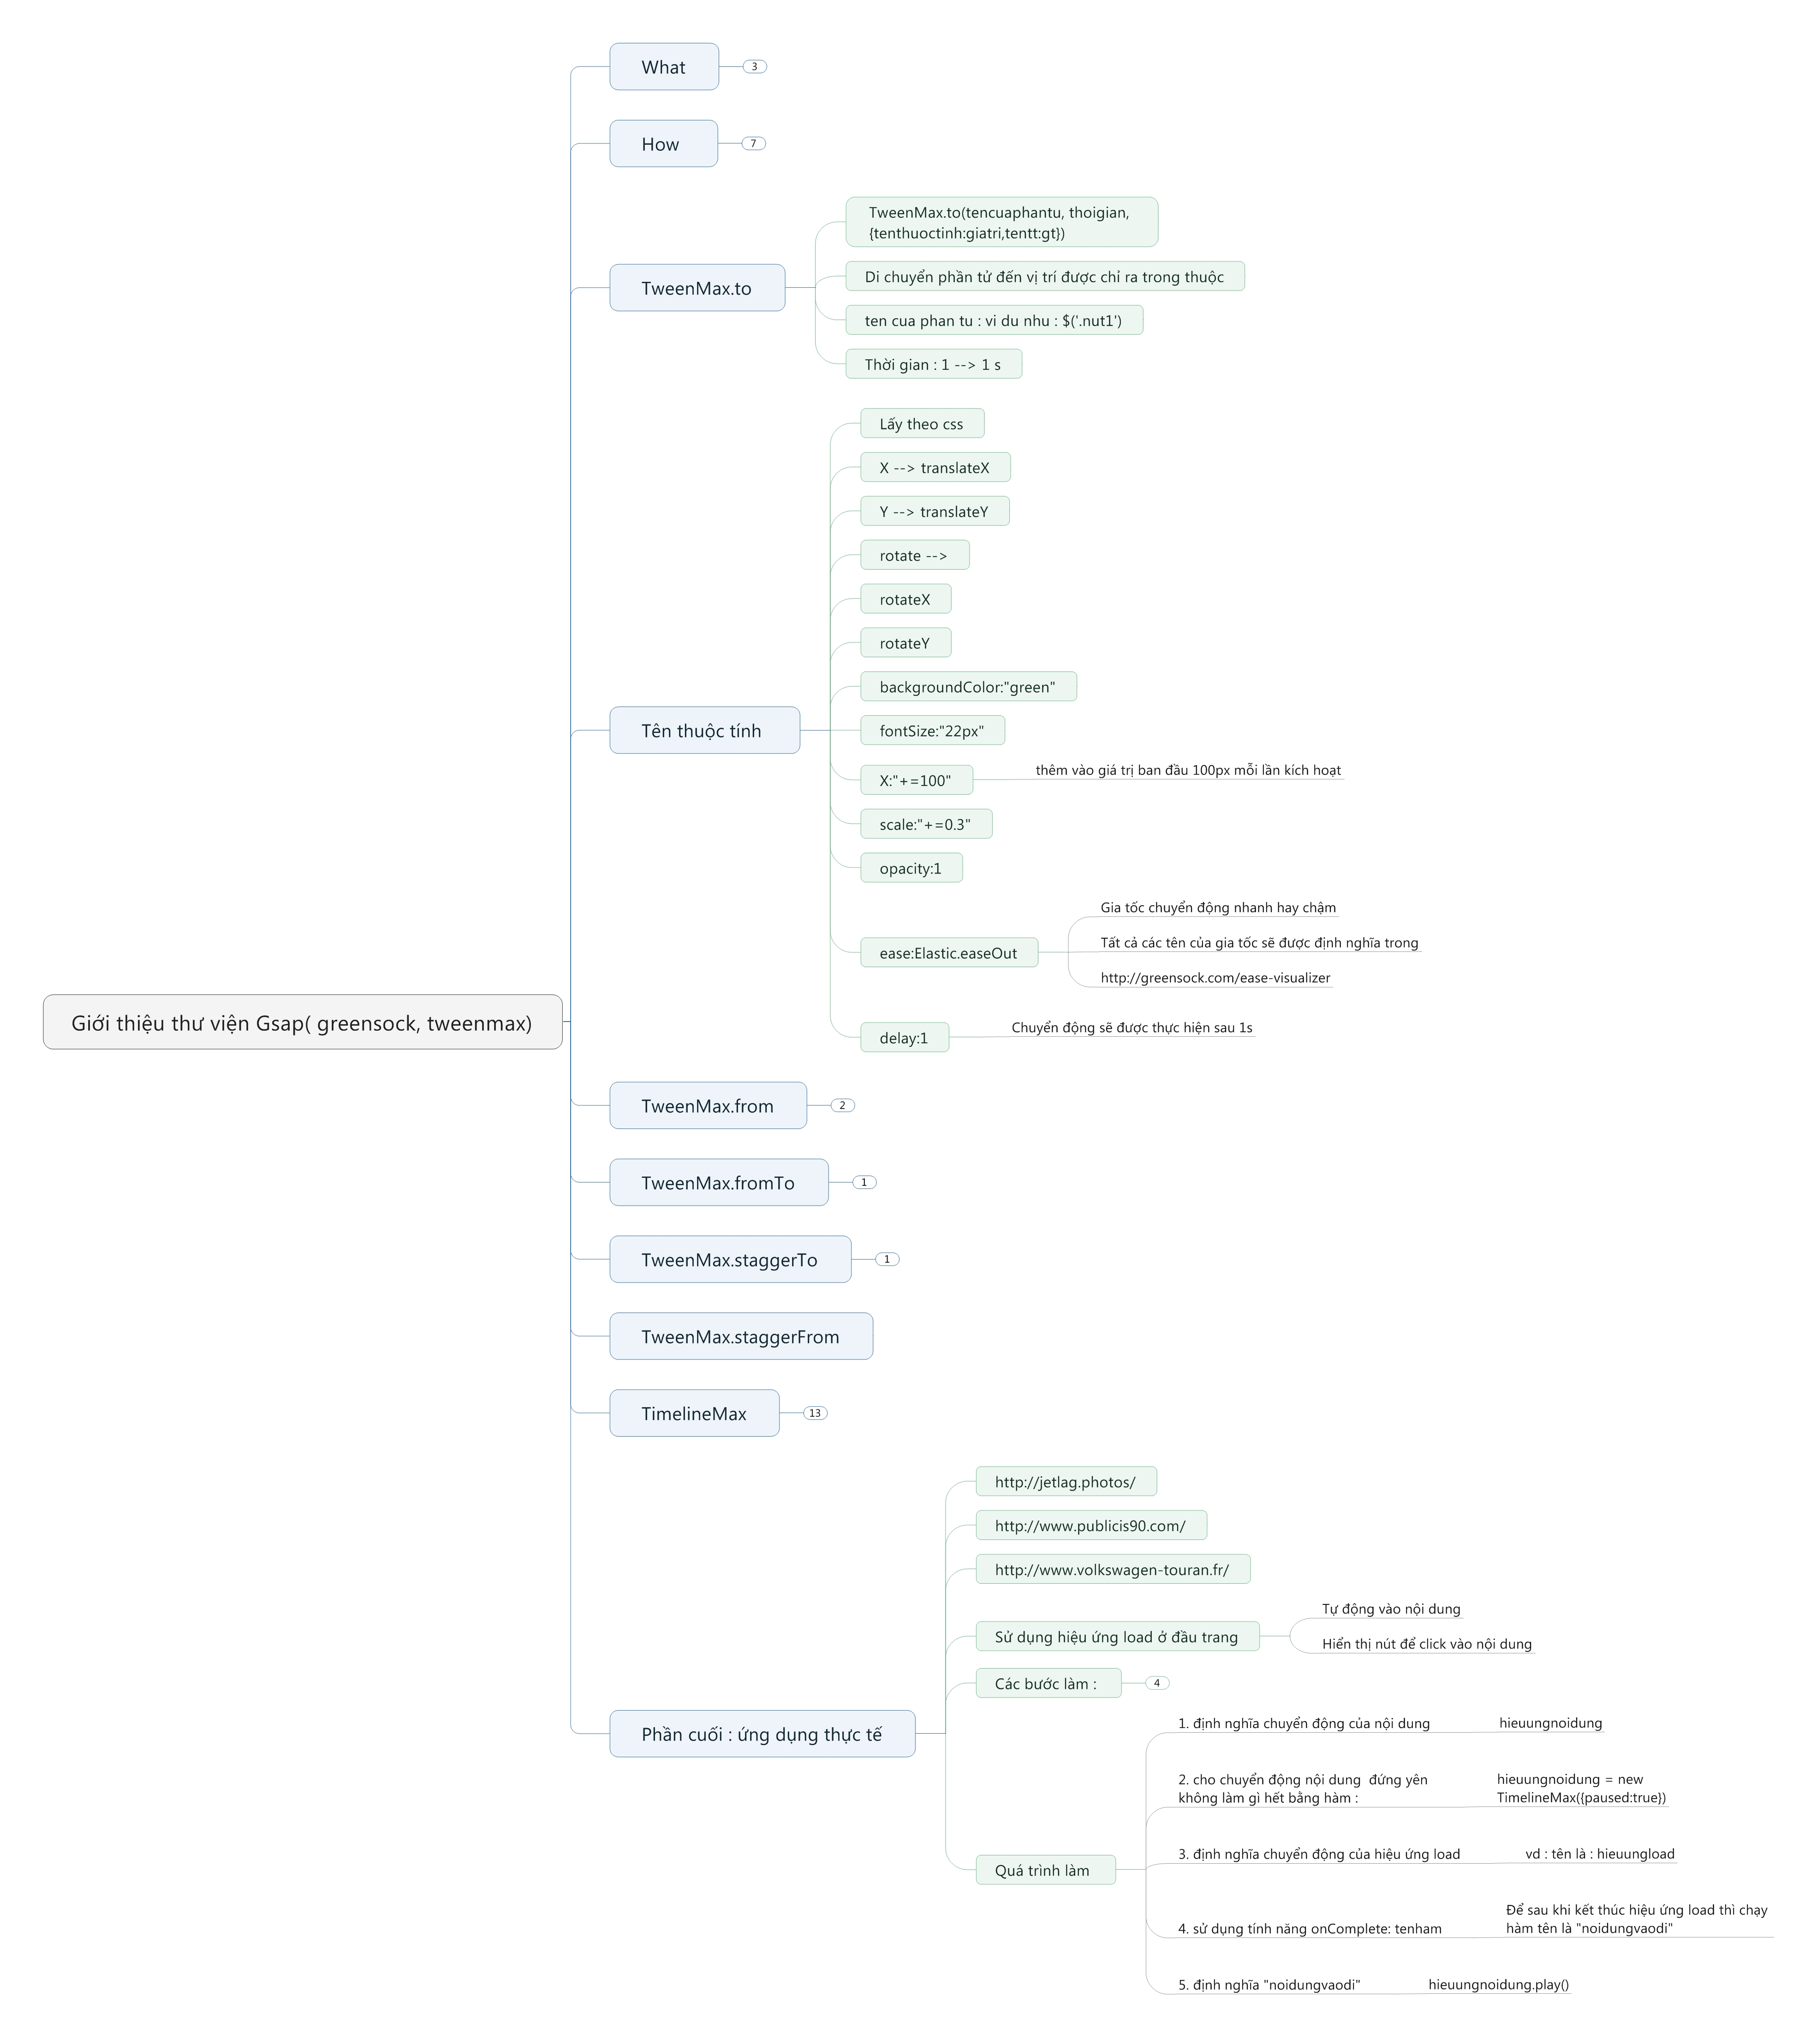 Giới thiệu thư viện Gsap( greensock, tweenmax)
What
3
How
7
TweenMax.to
TweenMax.to(tencuaphantu, thoigian,
{tenthuoctinh:giatri,tentt:gt})
Di chuyển phần tử đến vị trí được chỉ ra trong thuộc
ten cua phan tu : vi du nhu : $('.nut1')
Thời gian : 1 --> 1 s
Tên thuộc tính
Lấy theo css
X --> translateX
Y --> translateY
rotate -->
rotateX
rotateY
backgroundColor:"green"
fontSize:"22px"
X:"+=100"
thêm vào giá trị ban đầu 100px mỗi lần kích hoạt
scale:"+=0.3"
opacity:1
ease:Elastic.easeOut
Gia tốc chuyển động nhanh hay chậm
Tất cả các tên của gia tốc sẽ được định nghĩa trong
http://greensock.com/ease-visualizer
delay:1
Chuyển động sẽ được thực hiện sau 1s
TweenMax.from
2
TweenMax.fromTo
1
TweenMax.staggerTo
1
TweenMax.staggerFrom
TimelineMax
13
Phần cuối : ứng dụng thực tế
http://jetlag.photos/
http://www.publicis90.com/
http://www.volkswagen-touran.fr/
Sử dụng hiệu ứng load ở đầu trang
Tự động vào nội dung
Hiển thị nút để click vào nội dung
Các bước làm :
4
Quá trình làm
1. định nghĩa chuyển động của nội dung
hieuungnoidung
2. cho chuyển động nội dung  đứng yên
không làm gì hết bằng hàm :
hieuungnoidung = new
TimelineMax({paused:true})
3. định nghĩa chuyển động của hiệu ứng load
vd : tên là : hieuungload
4. sử dụng tính năng onComplete: tenham
Để sau khi kết thúc hiệu ứng load thì chạy
hàm tên là "noidungvaodi"
5. định nghĩa "noidungvaodi"
hieuungnoidung.play()